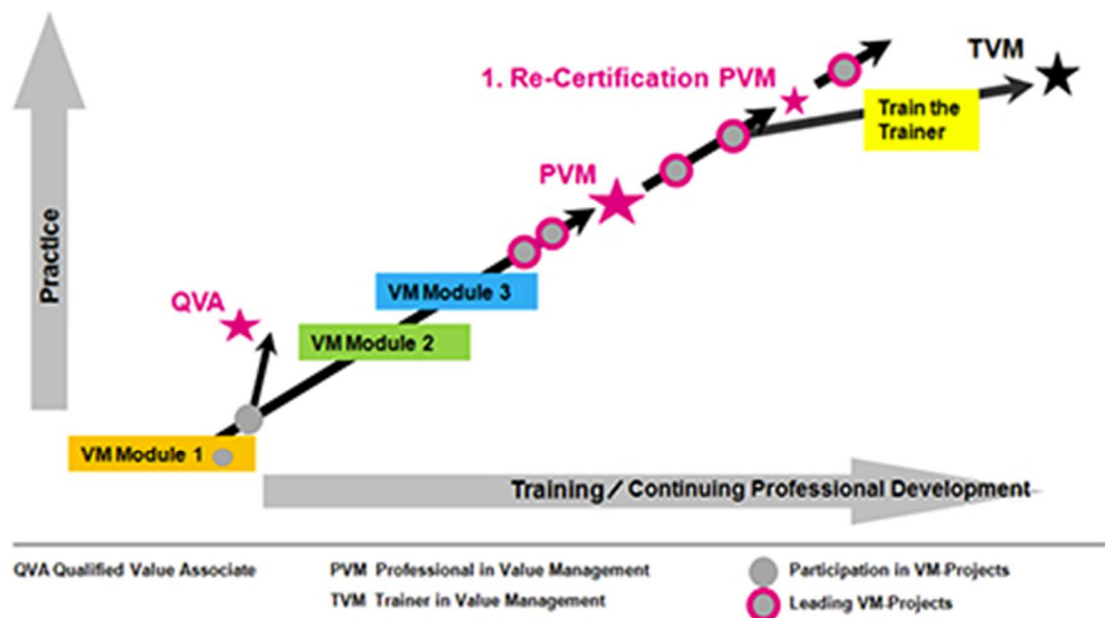 TVM
1. Re-Certification PVM
Train the
Trainer
PVM
Practice
VM Module 3
QVA
VM Module 2
VM Module 1
Training / Continuing Professional Development
QVA Qualified Value Associate
PVM Professional in Value Management
Participation in VM-Projects
TVM Trainer in Value Management
Leading VM-Projects